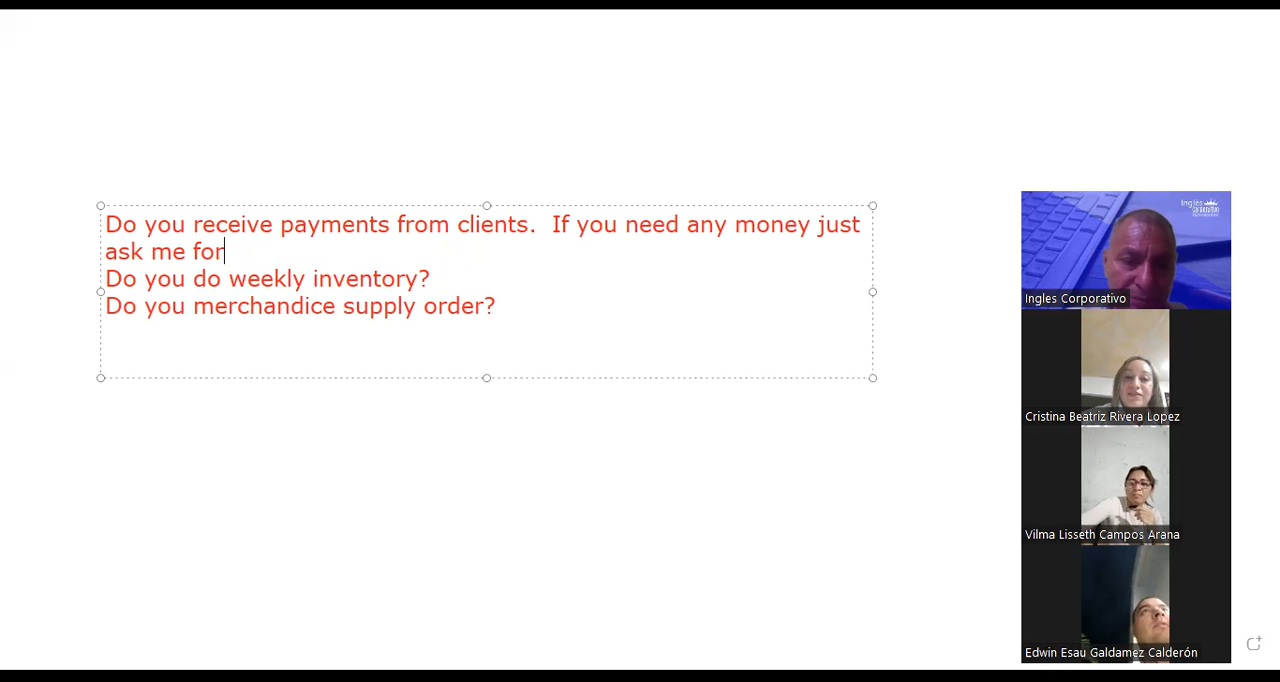 Do you receive payments from clients.  If you need any money just
ask me for
Do you do weekly inventory?
Do you merchandice supply order?
Ingles Corporativo
Cristina Beatriz Rivera Lopez
Vilma Lisseth Campos Arana
Edwin Esau Galdamez Calderón